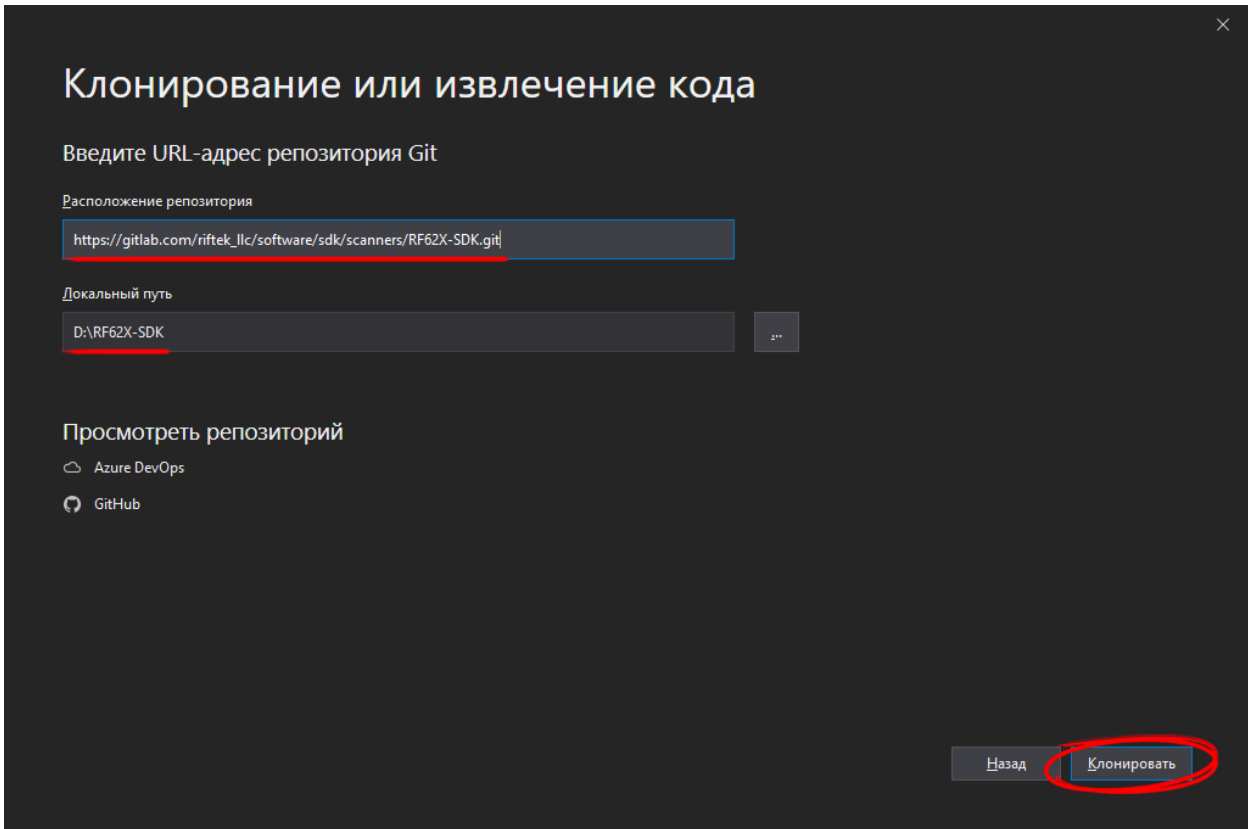 Клонирование или извлечение кода
Введите URL-адрес репозитория Git
Расположение репозитория
https://gitlab.com/riftek_llc/software/sdk/scanners/RF62X-SDK.git
Локальный путь
D:\RF62X-SDK
...
Просмотреть репозиторий
Azure DevOps
GitHub
Назад
Клонировать